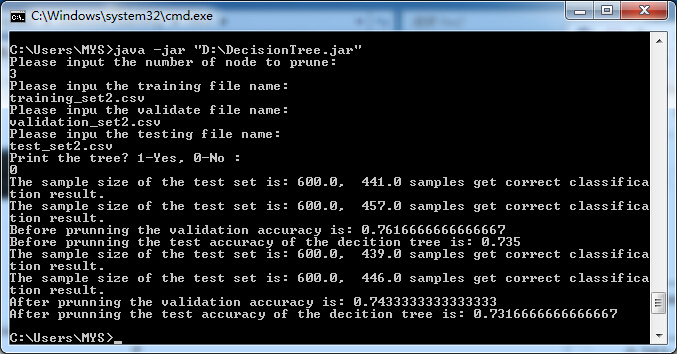 C:\Windows\system32\cmd.exe
C:\Users\MYS>java -jar "D:\DecisionTree.jar"
Please input the number of node to prune:
3
Please inpu the training file name:
training_set2.csv
Please inpu the validate file name:
validation_set2.csv
Please inpu the testing file name:
test_set2.csv
Print the tree? 1-Yes, 0-No :
0
The sample size of the test set is: 600.0,  441.0 samples get correct classifica
tion result.
The sample size of the test set is: 600.0,  457.0 samples get correct classifica
tion result.
Before prunning the validation accuracy is: 0.7616666666666667
Before prunning the test accuracy of the decition tree is: 0.735
The sample size of the test set is: 600.0,  439.0 samples get correct classifica
tion result.
The sample size of the test set is: 600.0,  446.0 samples get correct classifica
tion result.
After prunning the validation accuracy is: 0.7433333333333333
After prunning the test accuracy of the decition tree is: 0.7316666666666667
C:\Users\MYS>_